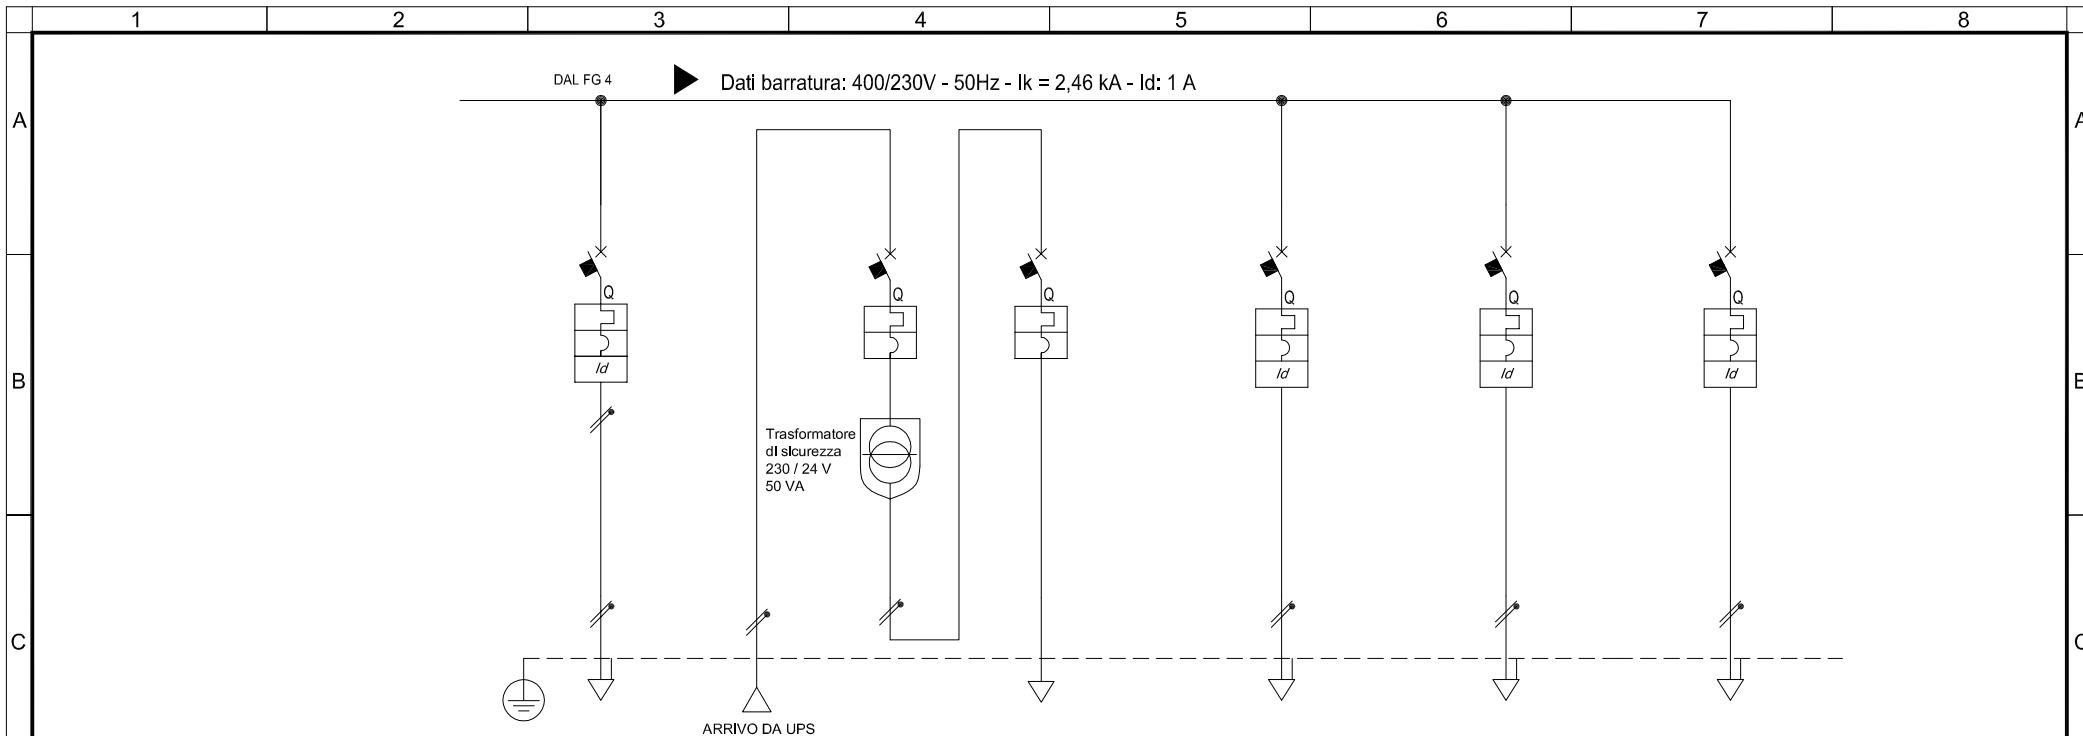 1 2 3 4 5 6 7 8
DAL FG 4
Dati barratura: 400/230V - 50Hz - Ik = 2,46 kA - Id: 1 A
A A
Q Q Q Q Q Q
Id Id Id Id
B B
Trasformatore
di sicurezza
230 / 24 V
50 VA
C C
ARRIVO DA UPS